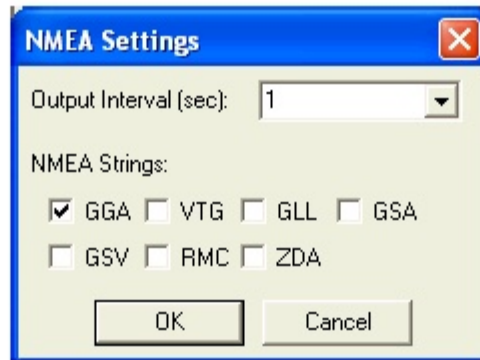 NMEA Settings
Output Interval (sec): 1
NMEA Strings:
GGA VTG GLL GSA
GSV RMC ZDA
OK Cancel